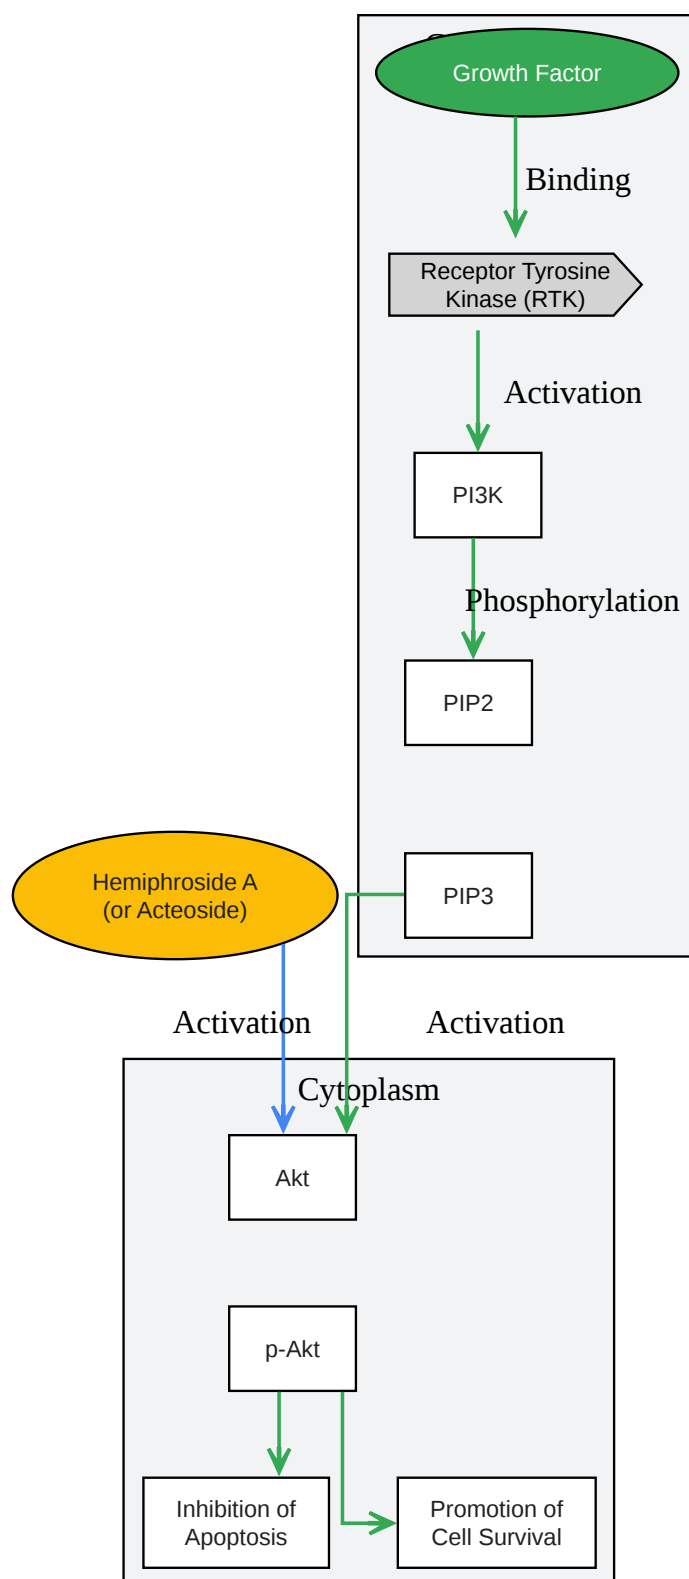 Growth Factor
Binding
Receptor Tyrosine
Kinase (RTK)
Activation
PI3K
Phosphorylation
PIP2
Hemiphroside A
(or Acteoside)
PIP3
Activation
Activation
Cytoplasm
Akt
p-Akt
Inhibition of
Apoptosis
Promotion of
Cell Survival